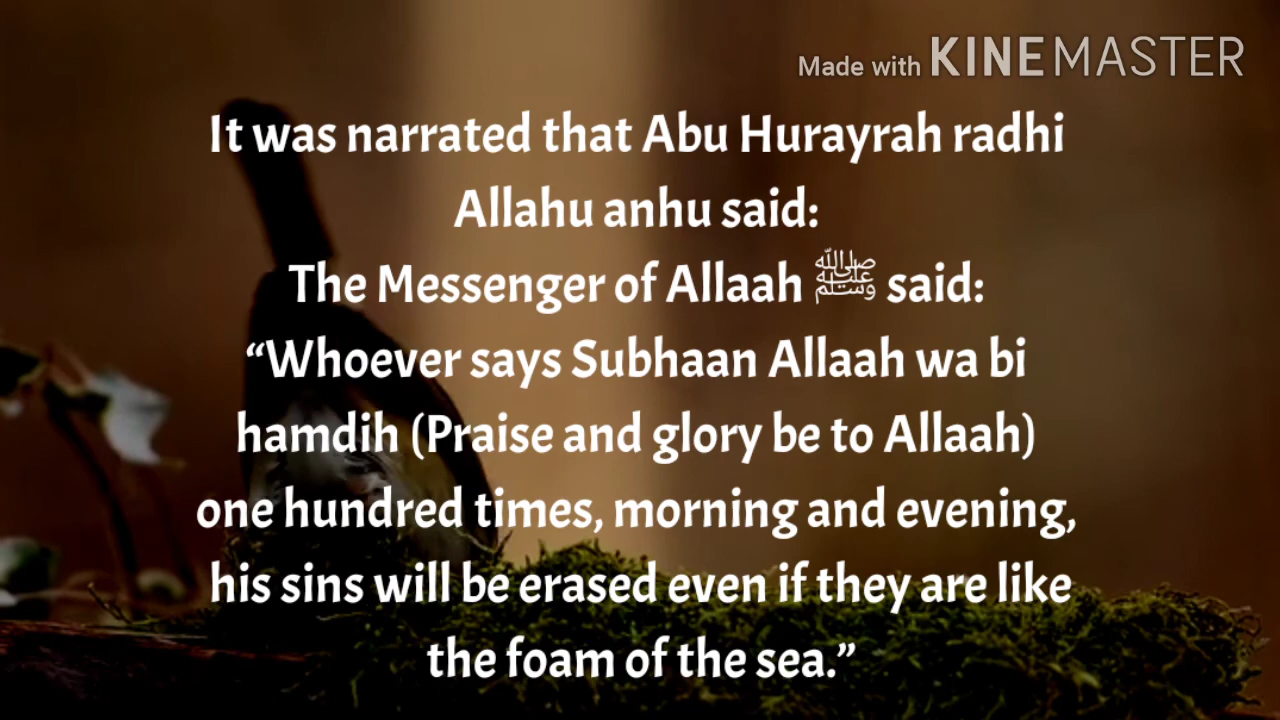 Made with KINEMASTER
It was narrated that Abu Hurayrah radhi
Allahu anhu said:
The Messenger of Allaah ﷺ said:
“Whoever says Subhaan Allaah wa bi
hamdih (Praise and glory be to Allaah)
one hundred times, morning and evening,
his sins will be erased even if they are like
the foam of the sea.”